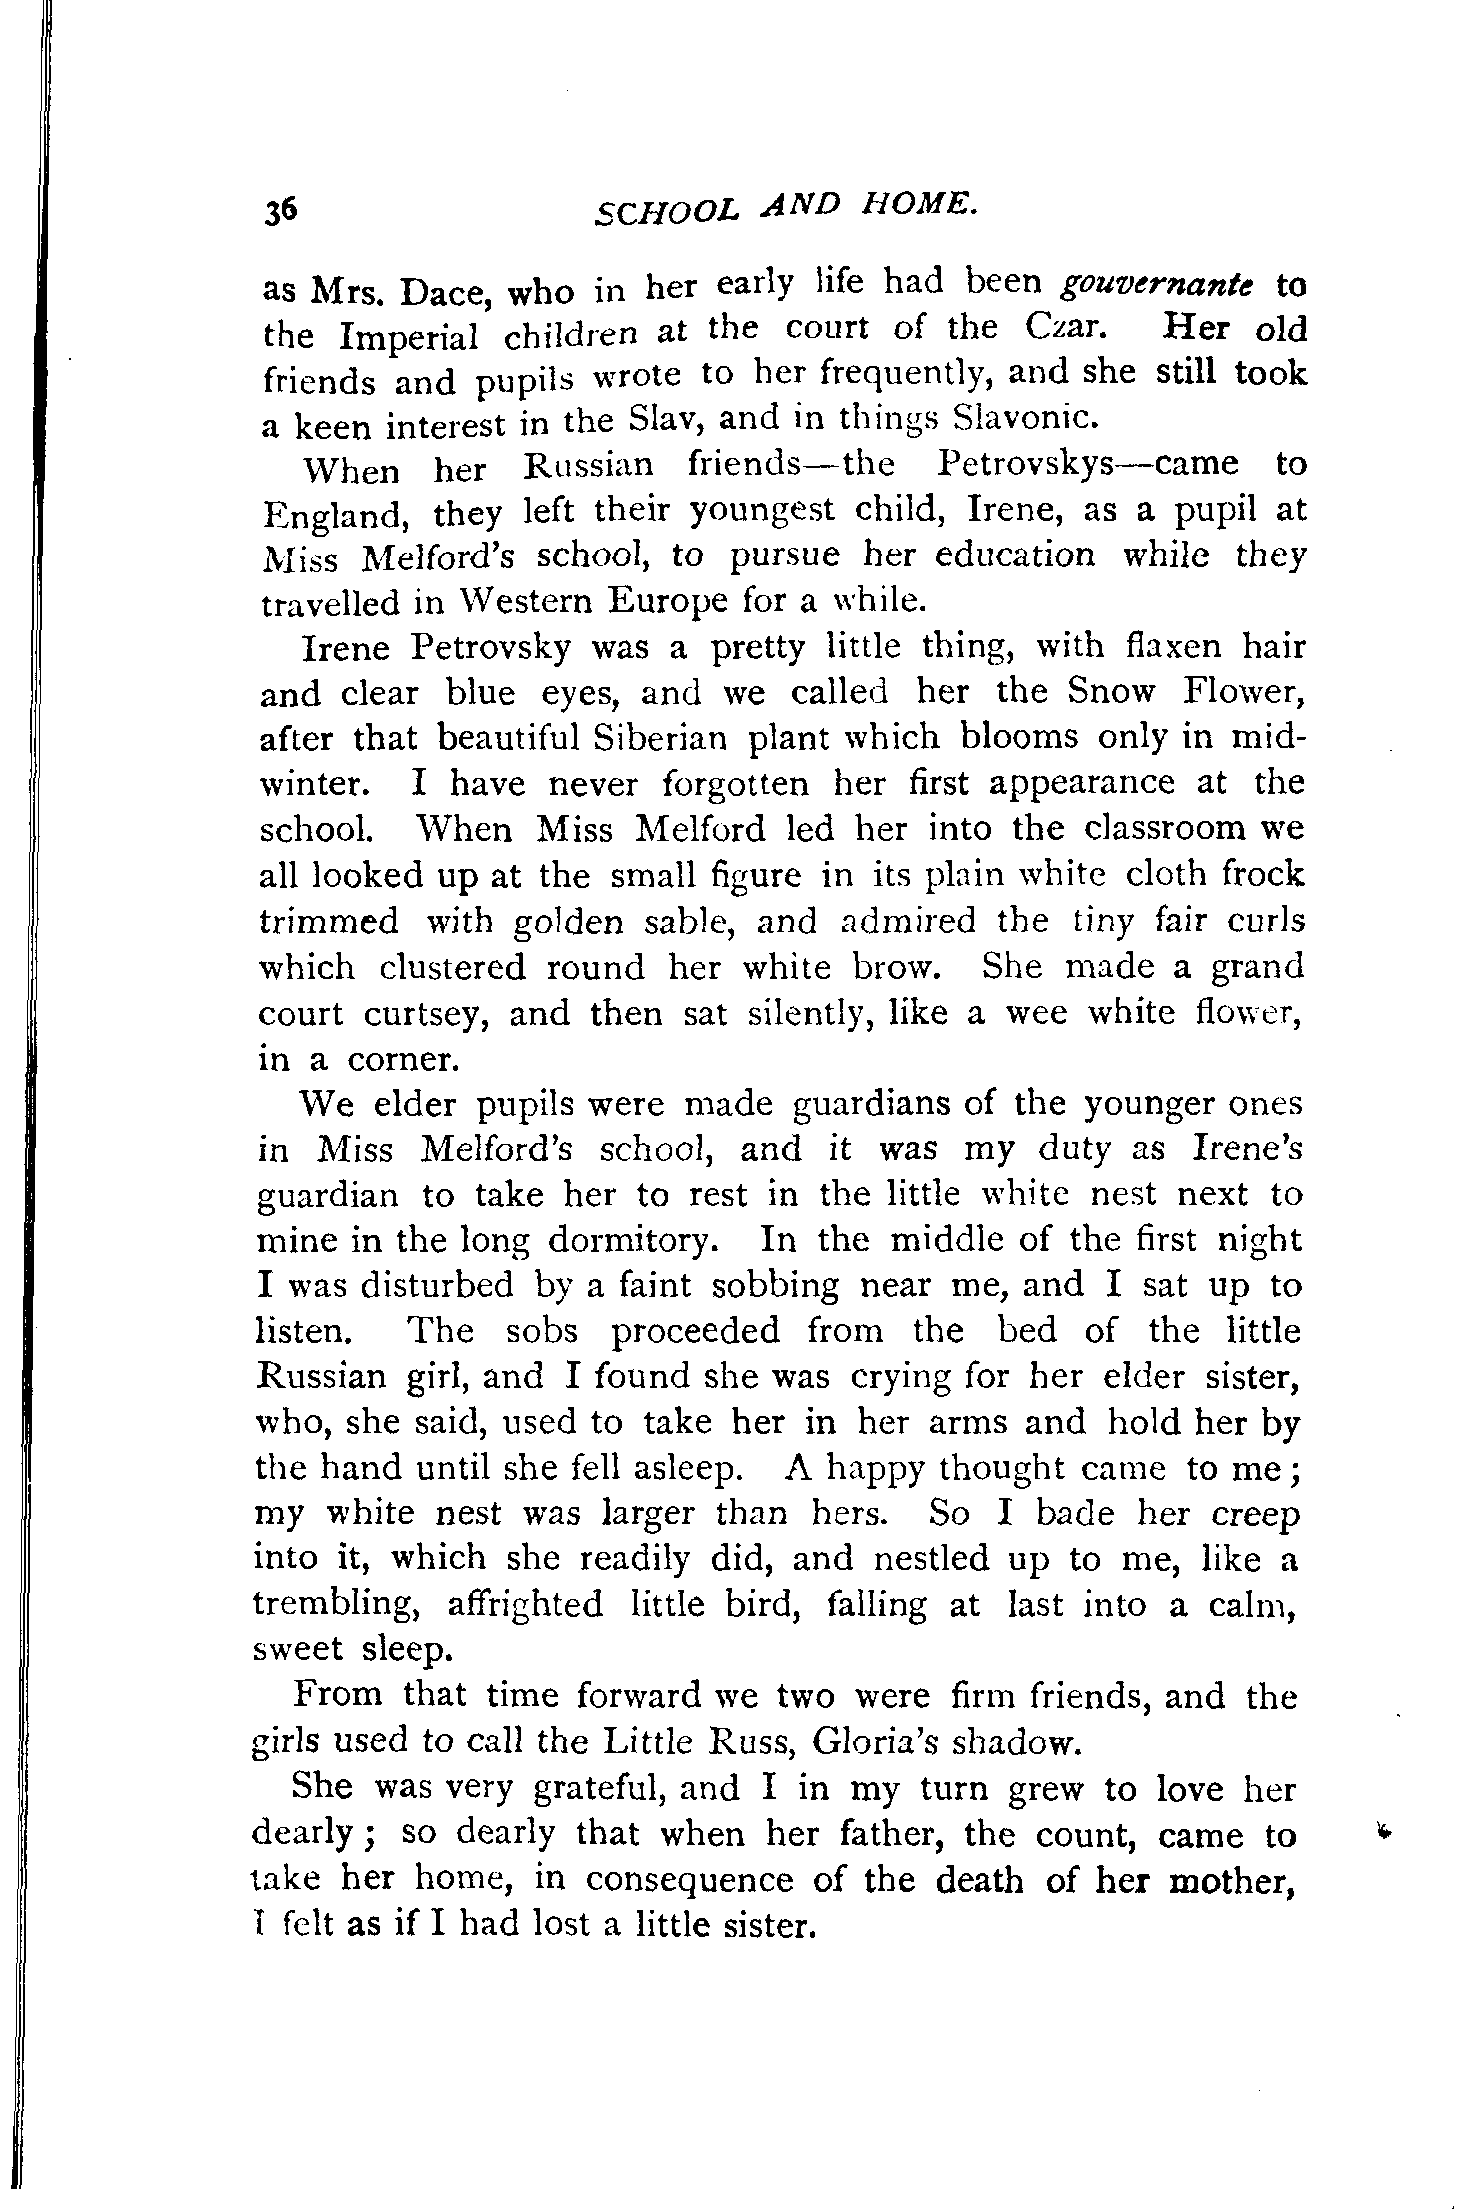 36 SCHOOL AND HOME.
as Mrs. Dace, who in her early life had been gouvernante to
the Imperial children at the court of the Czar. Her old
friends and pupils wrote to her frequently, and she still took
a keen interest in the Slav, and in things Slavonic.
When her Russian friends—the Petrovskys—came to
England, they left their youngest child, Irene, as a pupil at
Miss Melford's school, to pursue her education while they
travelled in Western Europe for a while.
Irene Petrovsky was a pretty little thing, with flaxen hair
and clear blue eyes, and we called her the Snow Flower,
after that beautiful Siberian plant which blooms only in mid-
winter. I have never forgotten her first appearance at the
school. When Miss Melford led her into the classroom we
all looked up at the small figure in its plain white cloth frock
trimmed with golden sable, and admired the tiny fair curls
which clustered round her white brow. She made a grand
court curtsey, and then sat silently, like a wee white flower,
in a corner.
We elder pupils were made guardians of the younger ones
in Miss Melford's school, and it was my duty as Irene's
guardian to take her to rest in the little white nest next to
mine in the long dormitory. In the middle of the first night
I was disturbed by a faint sobbing near me, and I sat up to
listen. The sobs proceeded from the bed of the little
Russian girl, and I found she was crying for her elder sister,
who, she said, used to take her in her arms and hold her by
the hand until she fell asleep. A happy thought came to me;
my white nest was larger than hers. So I bade her creep
into it, which she readily did, and nestled up to me, like a
trembling, affrighted little bird, falling at last into a calm,
sweet sleep.
From that time forward we two were firm friends, and the
girls used to call the Little Russ, Gloria's shadow.
She was very grateful, and I in my turn grew to love her
dearly; so dearly that when her father, the count, came to
take her home, in consequence of the death of her mother,
I felt as if I had lost a little sister.